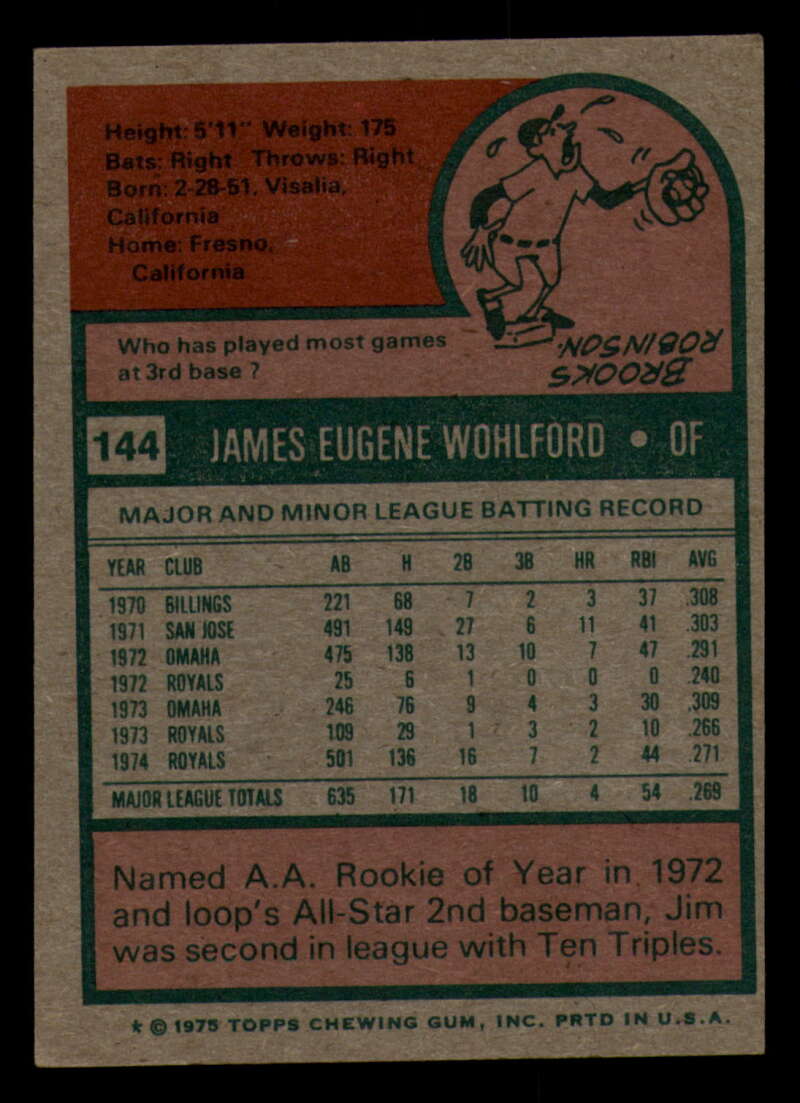 Height: 5'11" Weight: 175
Bats: Right Throws: Right
Born: 2-28-51, Visalia,
California
Home: Fresno,
California
Who has played most games
at 3rd base ?
BROOKS
ROBINSON.
144 JAMES EUGENE WOHLFORD • OF
MAJOR AND MINOR LEAGUE BATTING RECORD
YEAR CLUB AB H 2B 3B HR RBI AVG
1970 BILLINGS 221 68 7 2 3 37 .308
1971 SAN JOSE 491 149 27 6 11 41 .303
1972 OMAHA 475 138 13 10 7 47 .291
1972 ROYALS 25 6 1 0 0 0 .240
1973 OMAHA 246 76 9 4 3 30 .309
1973 ROYALS 109 29 1 3 2 10 .266
1974 ROYALS 501 136 16 7 2 44 .271
MAJOR LEAGUE TOTALS 635 171 18 10 4 54 .269
Named A.A. Rookie of Year in 1972
and loop's All-Star 2nd baseman, Jim
was second in league with Ten Triples.
* © 1975 TOPPS CHEWING GUM, INC. PRTD IN U.S.A.